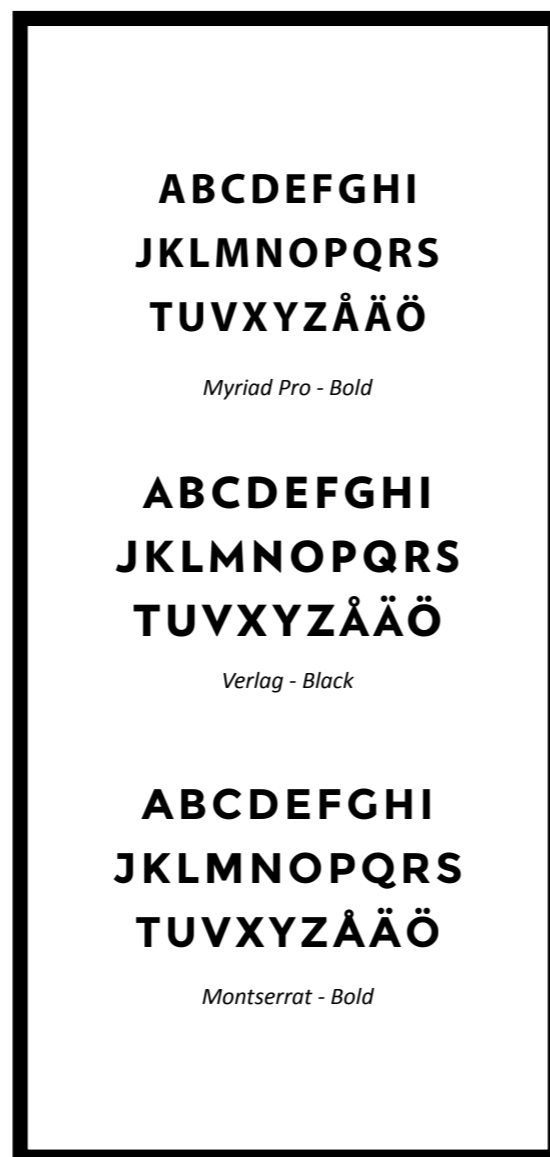 ABCDEFGHI
JKLMNOPQRS
TUVXYZÅÄÖ
Myriad Pro - Bold
ABCDEFGHI
JKLMNOPQRS
TUVXYZÅÄÖ
Verlag - Black
ABCDEFGHI
JKLMNOPQRS
TUVXYZÅÄÖ
Montserrat - Bold